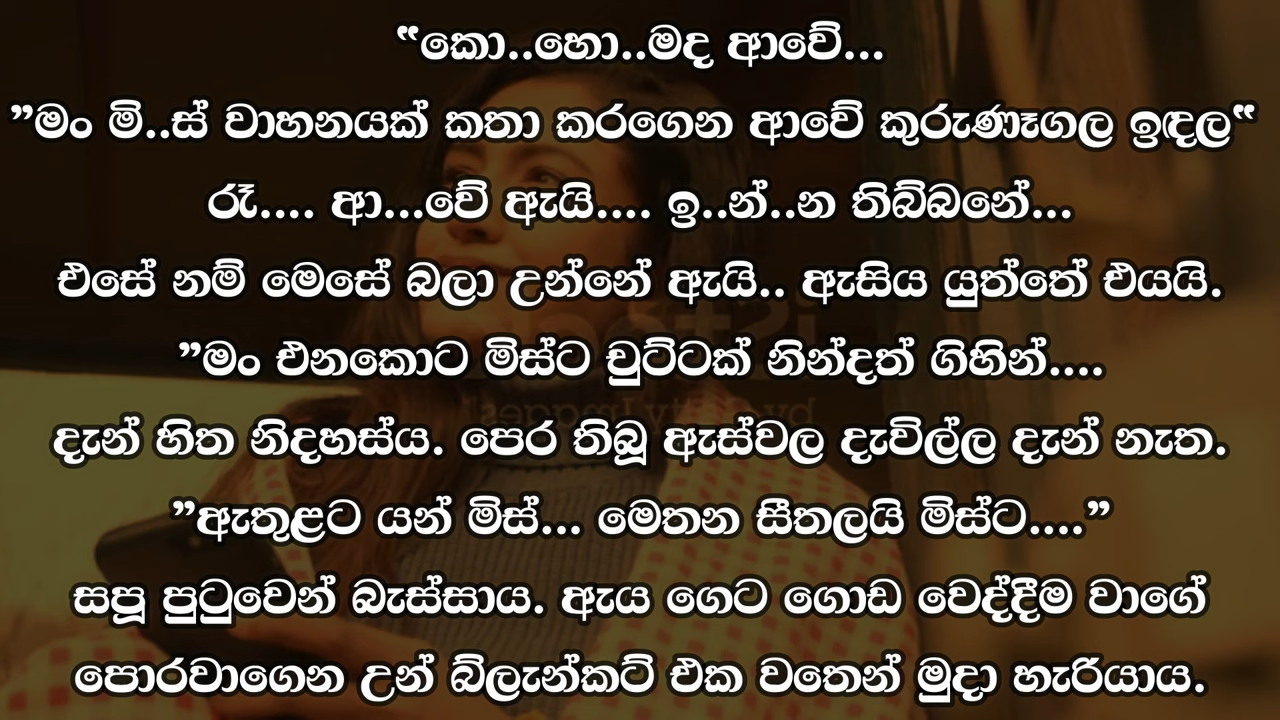 “කො..හො..මද ආවේ...
”මං මි..ස් වාහනයක් කතා කරගෙන ආවේ කුරුණෑගල ඉඳල“
රෑ.... ආ...වේ ඇයි.... ඉ..න්..න තිබ්බනේ...
එසේ නම් මෙසේ බලා උන්නේ ඇයි.. ඇසිය යුත්තේ එයයි.
”මං එනකොට මිස්ට චුට්ටක් නින්දත් ගිහින්....
දැන් හිත නිදහස්ය. පෙර තිබූ ඇස්වල දැවිල්ල දැන් නැත.
”ඇතුළට යන් මිස්... මෙතන සීතලයි මිස්ට....”
සපූ පුටුවෙන් බැස්සාය. ඇය ගෙට ගොඩ වෙද්දීම වාගේ
පොරවාගෙන උන් බ්ලැන්කට් එක වතෙන් මුදා හැරියාය.